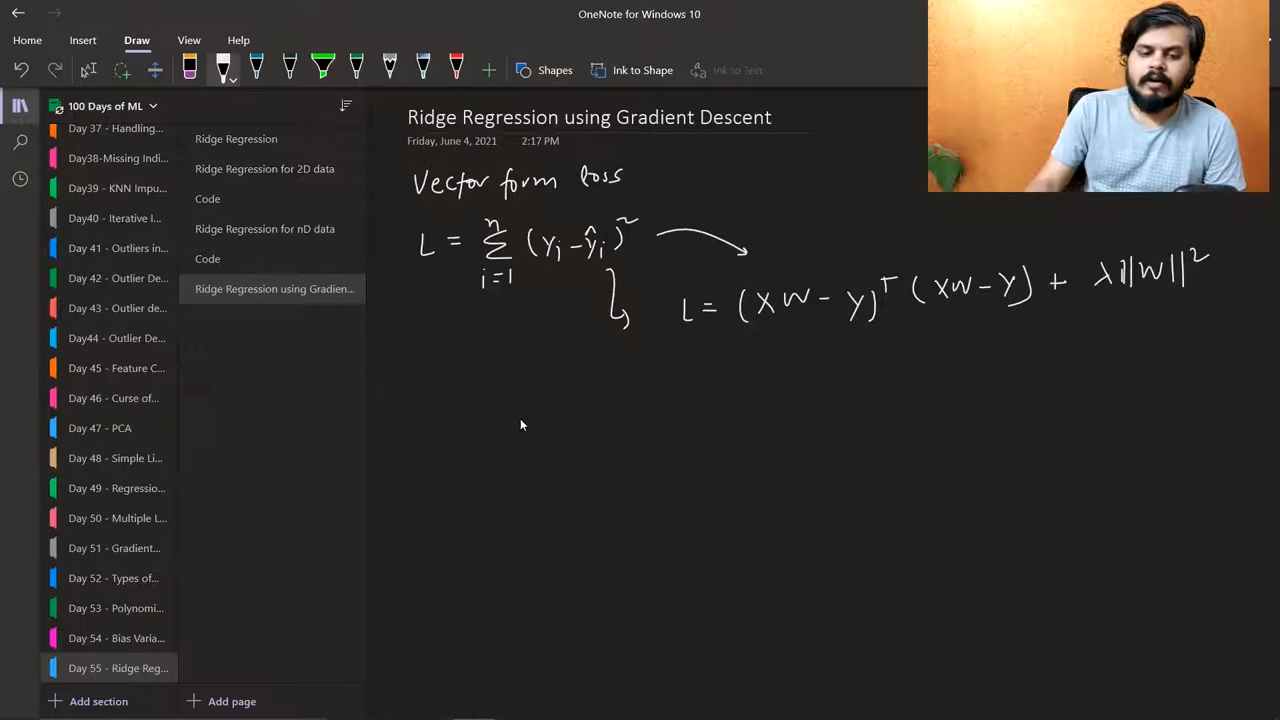 OneNote for Windows 10
Home Insert Draw View Help
Shapes Ink to Shape Ink to Text
100 Days of ML
Day 37 - Handling...
Day38-Missing Indi...
Day39 - KNN Impu...
Day40 - Iterative I...
Day 41 - Outliers in...
Day 42 - Outlier De...
Day 43 - Outlier de...
Day44 - Outlier De...
Day 45 - Feature C...
Day 46 - Curse of...
Day 47 - PCA
Day 48 - Simple Li...
Day 49 - Regressio...
Day 50 - Multiple L...
Day 51 - Gradient...
Day 52 - Types of...
Day 53 - Polynomi...
Day 54 - Bias Varia...
Day 55 - Ridge Reg...
Add section
Ridge Regression
Ridge Regression for 2D data
Code
Ridge Regression for nD data
Code
Ridge Regression using Gradien...
Add page
Ridge Regression using Gradient Descent
Friday, June 4, 2021 2:17 PM
Vector form loss
L = Σ_{i=1}^{n} (yᵢ - ŷᵢ)²
L = (XW - Y)ᵀ (XW - Y) + λ||W||²